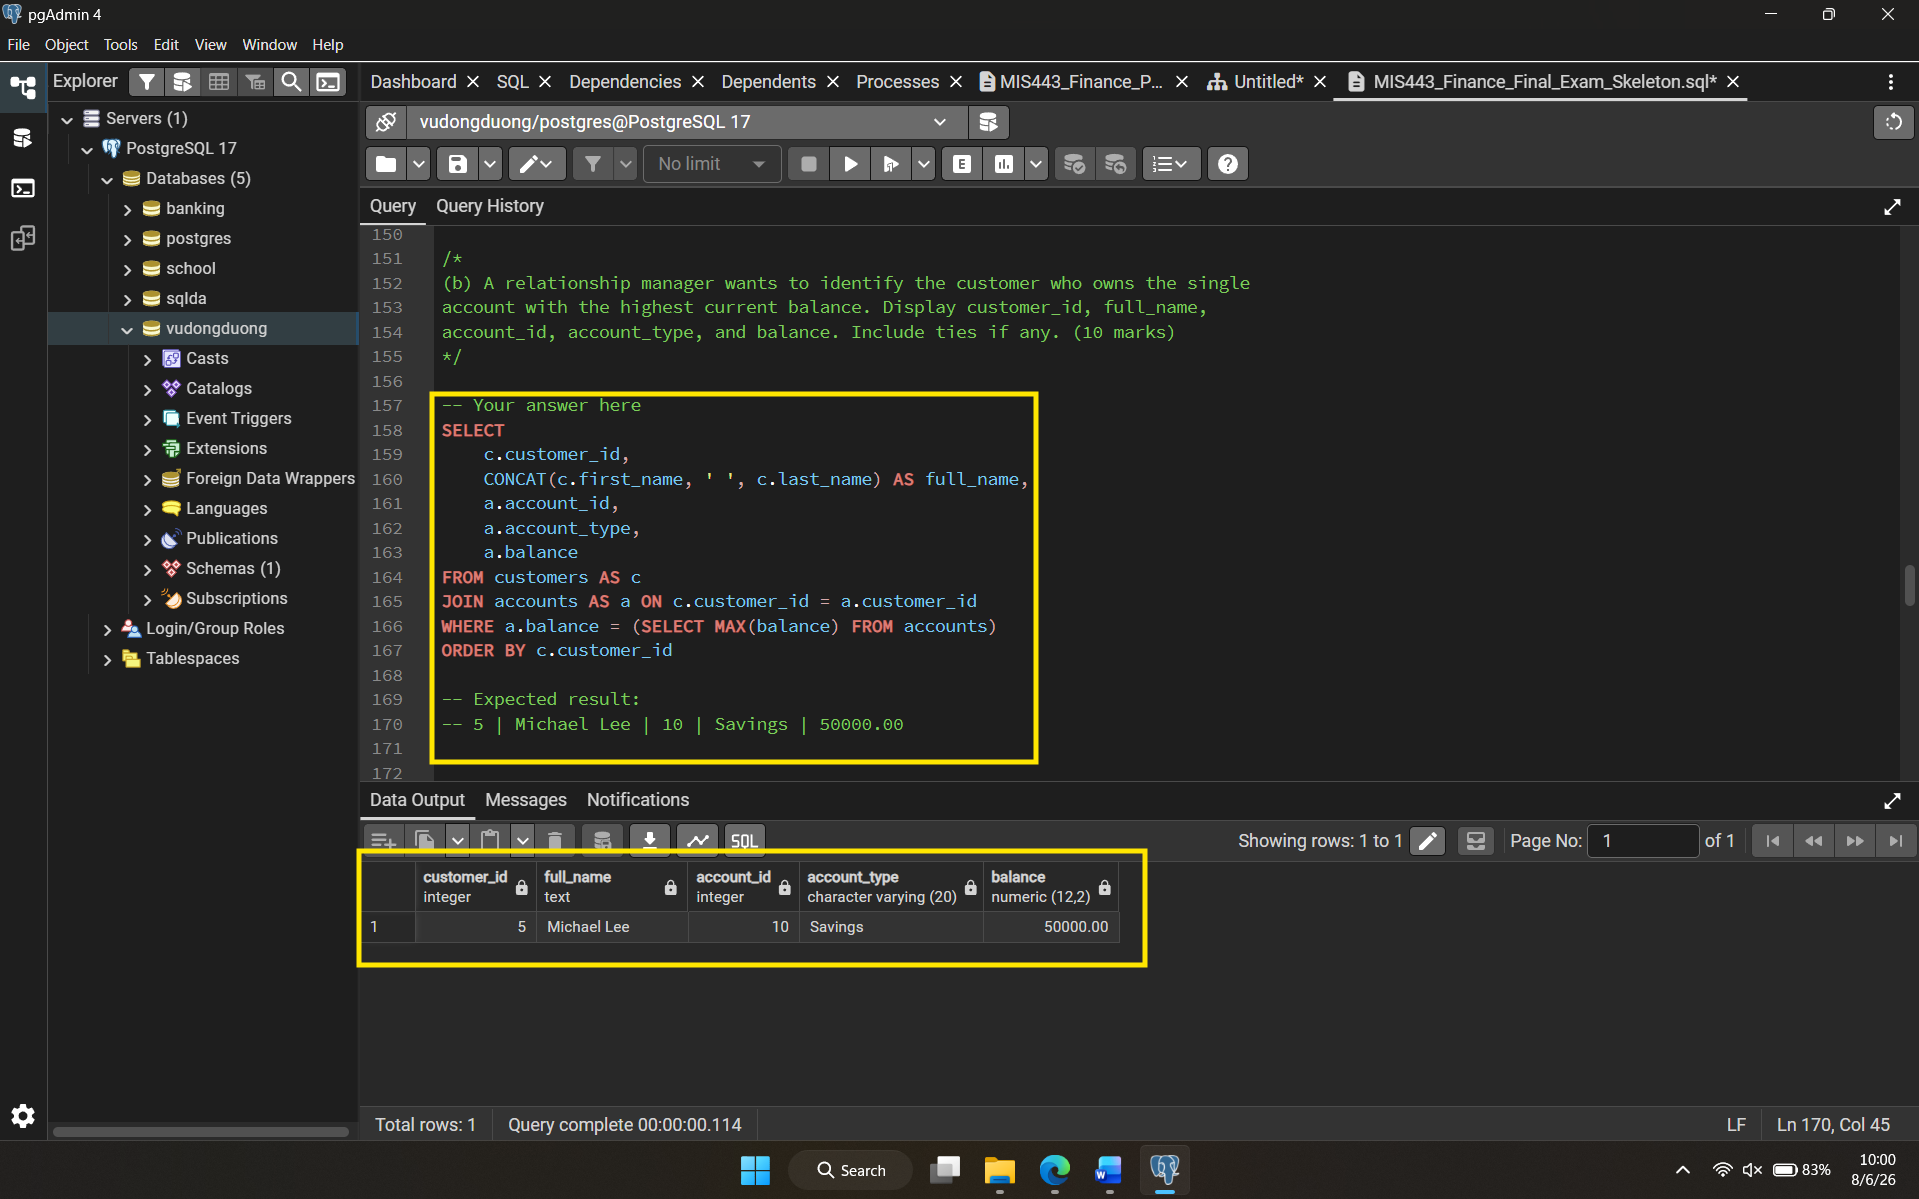 pgAdmin 4
File Object Tools Edit View Window Help
Explorer
Dashboard SQL Dependencies Dependents Processes MIS443_Finance_P... Untitled* MIS443_Finance_Final_Exam_Skeleton.sql*
Servers (1)
PostgreSQL 17
Databases (5)
banking
postgres
school
sqlda
vudongduong
Casts
Catalogs
Event Triggers
Extensions
Foreign Data Wrappers
Languages
Publications
Schemas (1)
Subscriptions
Login/Group Roles
Tablespaces
vudongduong/postgres@PostgreSQL 17
No limit
E
Query Query History
150
151 /*
152 (b) A relationship manager wants to identify the customer who owns the single
153 account with the highest current balance. Display customer_id, full_name,
154 account_id, account_type, and balance. Include ties if any. (10 marks)
155 */
156
157 -- Your answer here
158 SELECT
159 c.customer_id,
160 CONCAT(c.first_name, ' ', c.last_name) AS full_name,
161 a.account_id,
162 a.account_type,
163 a.balance
164 FROM customers AS c
165 JOIN accounts AS a ON c.customer_id = a.customer_id
166 WHERE a.balance = (SELECT MAX(balance) FROM accounts)
167 ORDER BY c.customer_id
168
169 -- Expected result:
170 -- 5 | Michael Lee | 10 | Savings | 50000.00
171
172
Data Output Messages Notifications
SQL
Showing rows: 1 to 1 Page No: 1 of 1
customer_id full_name account_id account_type balance
integer text integer character varying (20) numeric (12,2)
1 5 Michael Lee 10 Savings 50000.00
Total rows: 1 Query complete 00:00:00.114 LF Ln 170, Col 45
Search
83%
10:00
8/6/26